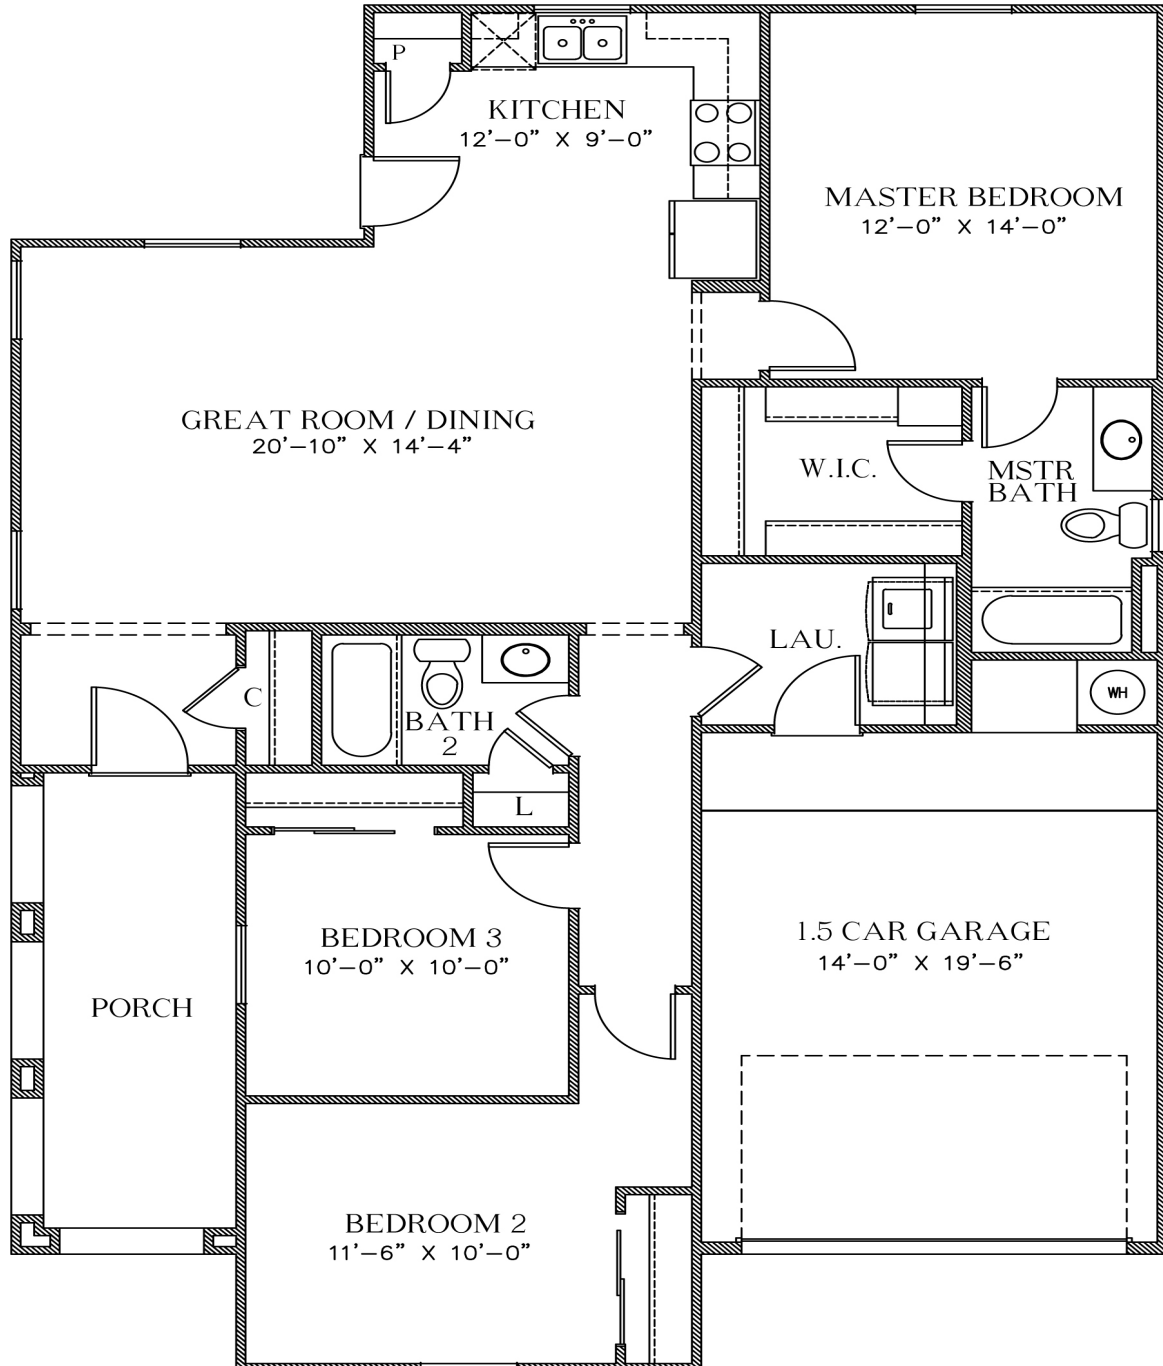 P
KITCHEN
12'-0" X 9'-0"
MASTER BEDROOM
12'-0" X 14'-0"
GREAT ROOM / DINING
20'-10" X 14'-4"
W.I.C.
MSTR
BATH
LAU.
C
BATH
2
WH
L
BEDROOM 3
10'-0" X 10'-0"
1.5 CAR GARAGE
14'-0" X 19'-6"
PORCH
BEDROOM 2
11'-6" X 10'-0"